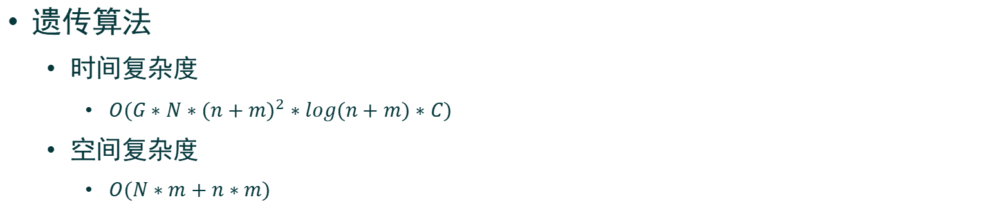 • 遗传算法
• 时间复杂度
• O(G ∗ N ∗ (n + m)² ∗ log(n + m) ∗ C)
• 空间复杂度
• O(N ∗ m + n ∗ m)